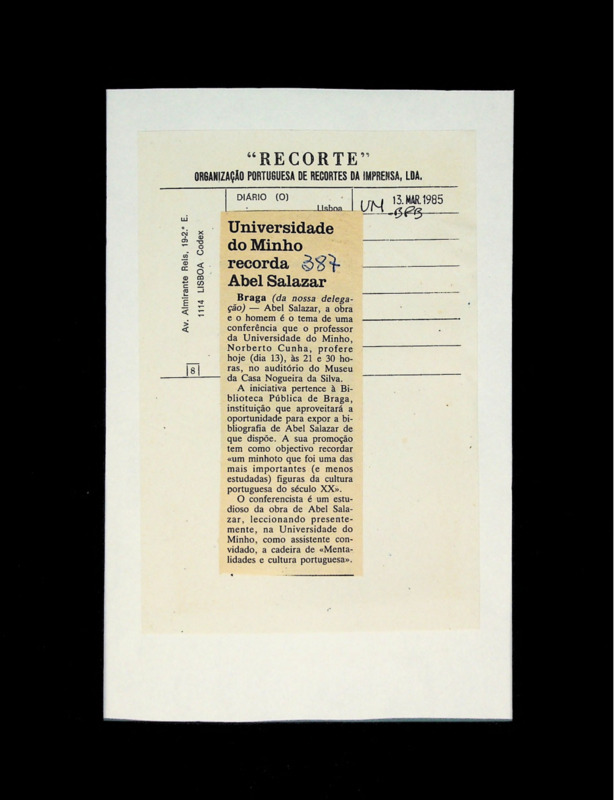 “RECORTE”
ORGANIZAÇÃO PORTUGUESA DE RECORTES DA IMPRENSA, LDA.
DIÁRIO (O)
Lisboa
UM
13. MAR. 1985
-BPB
Av. Almirante Reis, 19-2.° E.
1114 LISBOA Codex
8
Universidade
do Minho
recorda 387
Abel Salazar
Braga (da nossa delega-
ção) — Abel Salazar, a obra
e o homem é o tema de uma
conferência que o professor
da Universidade do Minho,
Norberto Cunha, profere
hoje (dia 13), às 21 e 30 ho-
ras, no auditório do Museu
da Casa Nogueira da Silva.
A iniciativa pertence à Bi-
blioteca Pública de Braga,
instituição que aproveitará a
oportunidade para expor a bi-
bliografia de Abel Salazar de
que dispõe. A sua promoção
tem como objectivo recordar
«um minhoto que foi uma das
mais importantes (e menos
estudadas) figuras da cultura
portuguesa do século XX».
O conferencista é um estu-
dioso da obra de Abel Sala-
zar, leccionando presente-
mente, na Universidade do
Minho, como assistente con-
vidado, a cadeira de «Menta-
lidades e cultura portuguesa».